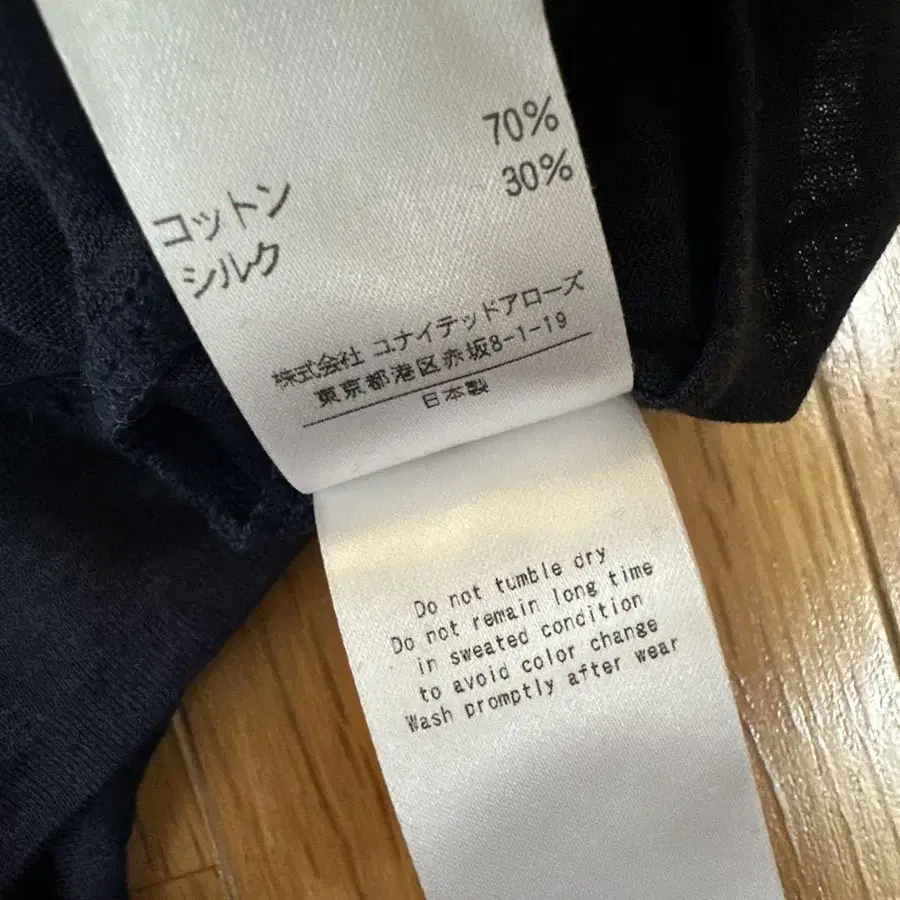 コットン 70%
シルク 30%
株式会社 ユナイテッドアローズ
東京都港区赤坂8-1-19
日本製
Do not tumble dry
Do not remain long time
in sweated condition
to avoid color change
Wash promptly after wear